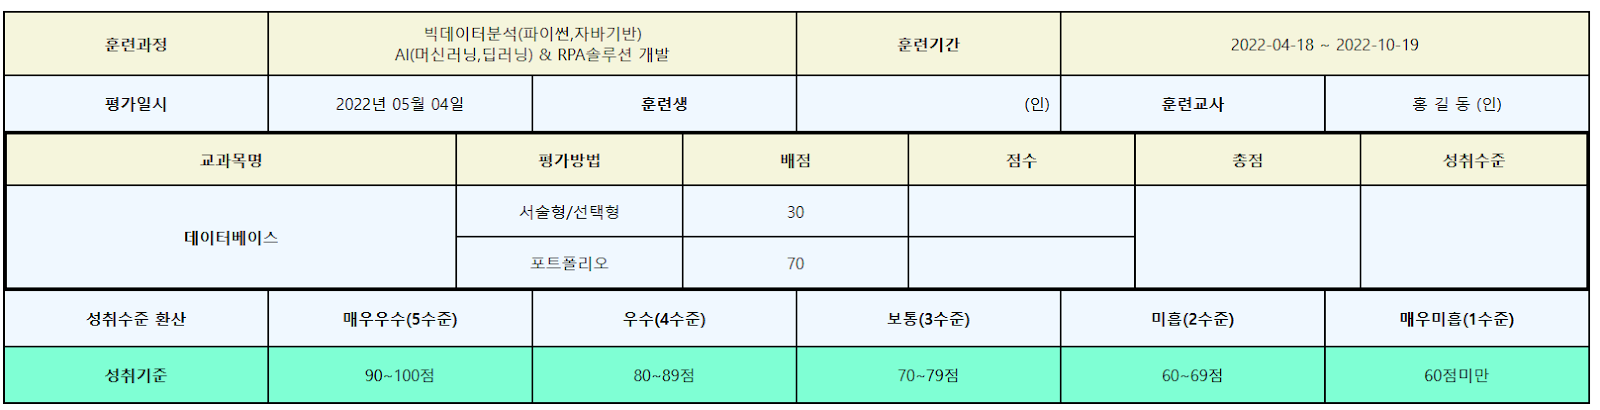 훈련과정
빅데이터분석(파이썬,자바기반)
AI(머신러닝,딥러닝) & RPA솔루션 개발
훈련기간
2022-04-18 ~ 2022-10-19
평가일시
2022년 05월 04일
훈련생
(인)
훈련교사
홍 길 동 (인)
교과목명
평가방법
배점
점수
총점
성취수준
데이터베이스
서술형/선택형
30
포트폴리오
70
성취수준 환산
매우우수(5수준)
우수(4수준)
보통(3수준)
미흡(2수준)
매우미흡(1수준)
성취기준
90~100점
80~89점
70~79점
60~69점
60점미만